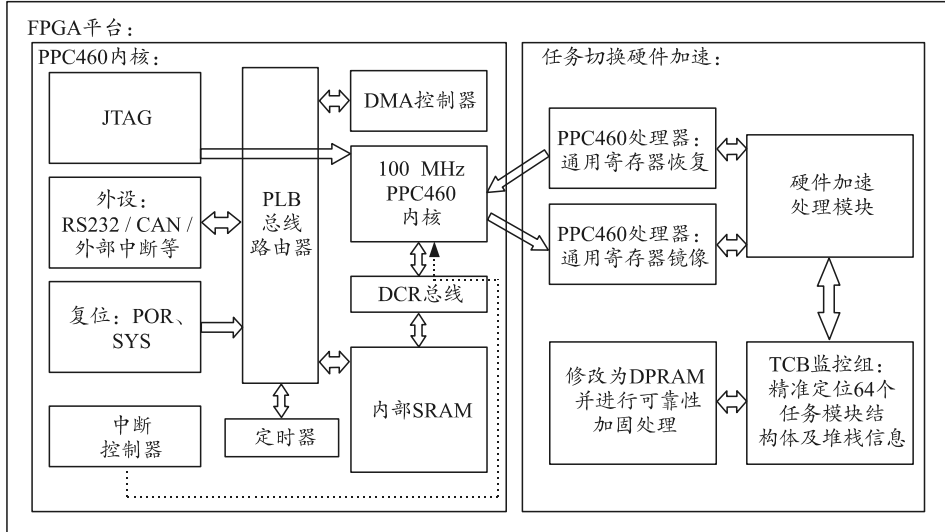 FPGA平台：
PPC460内核：
JTAG
外设：
RS232 / CAN /
外部中断等
复位：POR、
SYS
中断
控制器
PLB
总线
路由器
定时器
DMA控制器
100 MHz
PPC460
内核
DCR总线
内部SRAM
任务切换硬件加速：
PPC460处理器：
通用寄存器恢复
PPC460处理器：
通用寄存器镜像
硬件加速
处理模块
修改为DPRAM
并进行可靠性
加固处理
TCB监控组：
精准定位64个
任务模块结
构体及堆栈信息